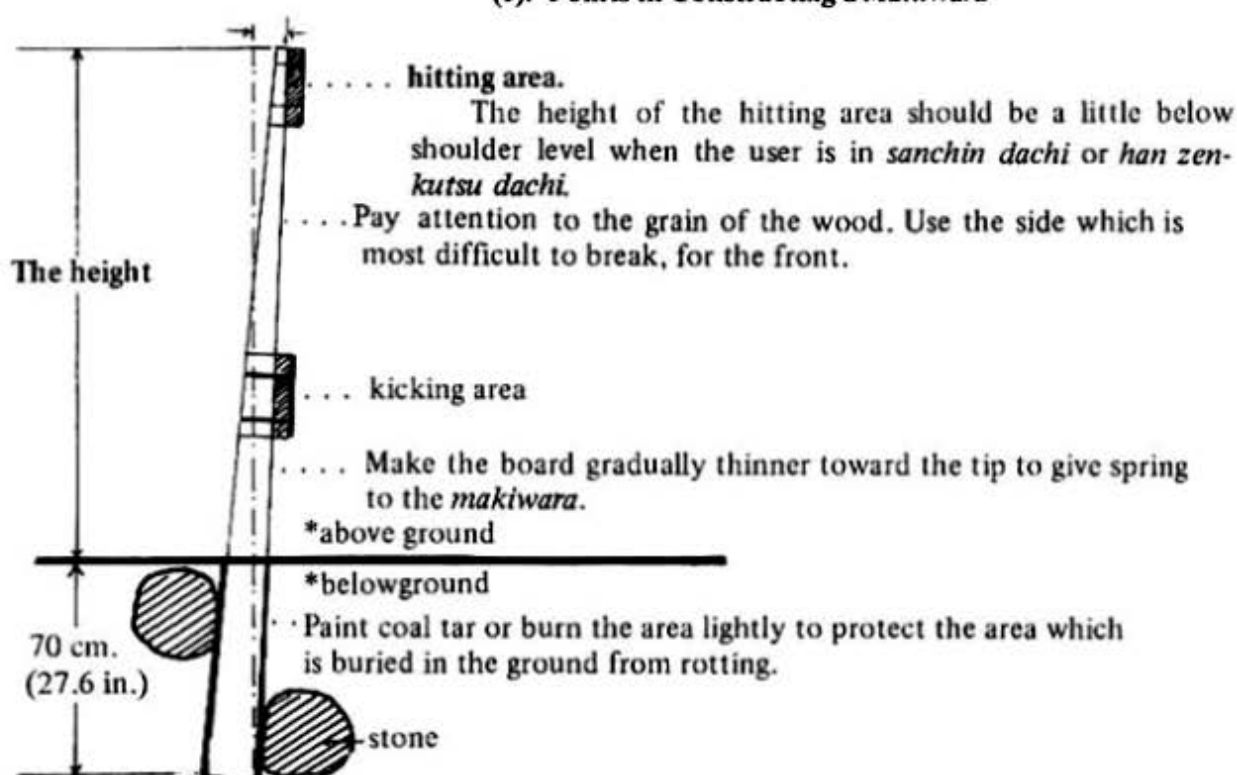 Points in Constructing a Makiwara
..... hitting area.
The height of the hitting area should be a little below
shoulder level when the user is in sanchin dachi or han zen-
kutsu dachi.
....Pay attention to the grain of the wood. Use the side which is
most difficult to break, for the front.
The height
... kicking area
.... Make the board gradually thinner toward the tip to give spring
to the makiwara.
*above ground
*belowground
··Paint coal tar or burn the area lightly to protect the area which
is buried in the ground from rotting.
70 cm.
(27.6 in.)
stone